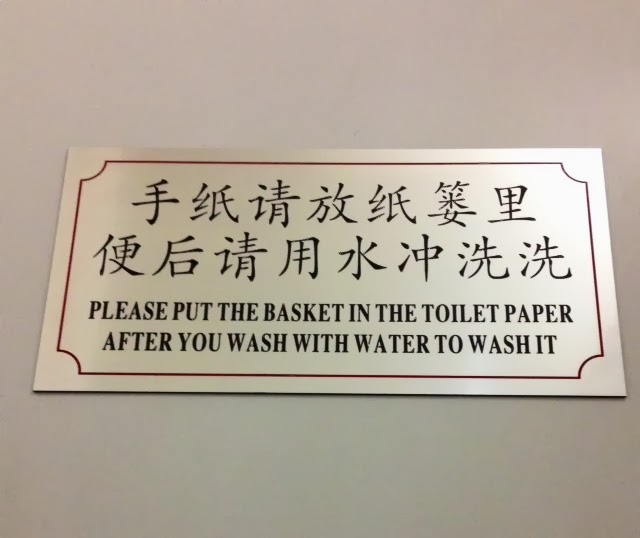 手纸请放纸篓里
便后请用水冲洗洗
PLEASE PUT THE BASKET IN THE TOILET PAPER
AFTER YOU WASH WITH WATER TO WASH IT